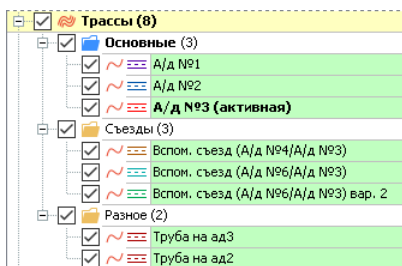 Трассы (8)
Основные (3)
А/д №1
А/д №2
А/д №3 (активная)
Съезды (3)
Вспом. съезд (А/д №4/А/д №3)
Вспом. съезд (А/д №6/А/д №3)
Вспом. съезд (А/д №6/А/д №3) вар. 2
Разное (2)
Труба на ад3
Труба на ад2